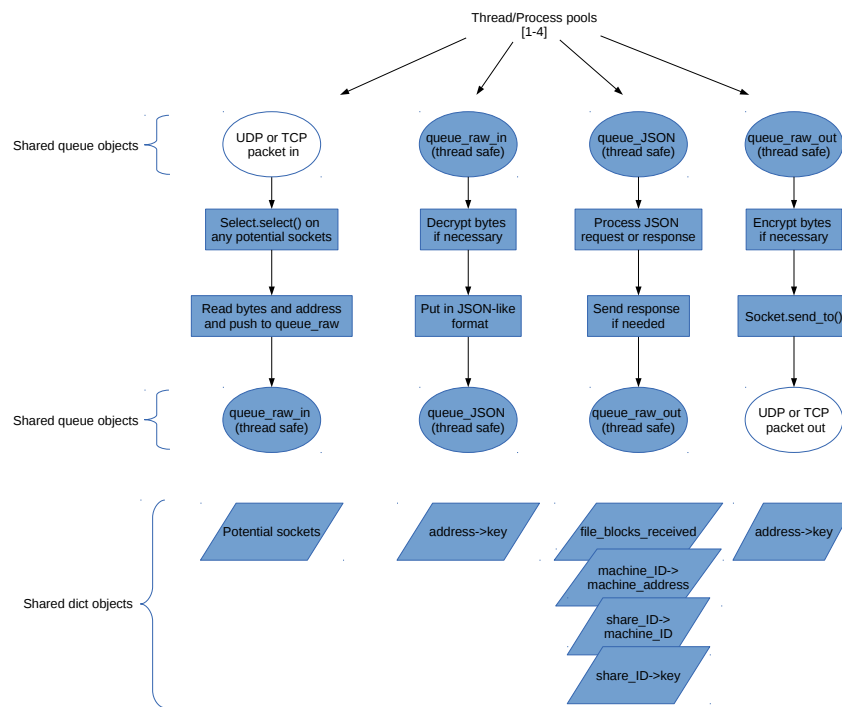 Thread/Process pools
[1-4]
Shared queue objects
UDP or TCP
packet in
queue_raw_in
(thread safe)
queue_JSON
(thread safe)
queue_raw_out
(thread safe)
Select.select() on
any potential sockets
Decrypt bytes
if necessary
Process JSON
request or response
Encrypt bytes
if necessary
Read bytes and address
and push to queue_raw
Put in JSON-like
format
Send response
if needed
Socket.send_to()
Shared queue objects
queue_raw_in
(thread safe)
queue_JSON
(thread safe)
queue_raw_out
(thread safe)
UDP or TCP
packet out
Shared dict objects
Potential sockets
address->key
file_blocks_received
machine_ID->
machine_address
share_ID->
machine_ID
share_ID->key
address->key